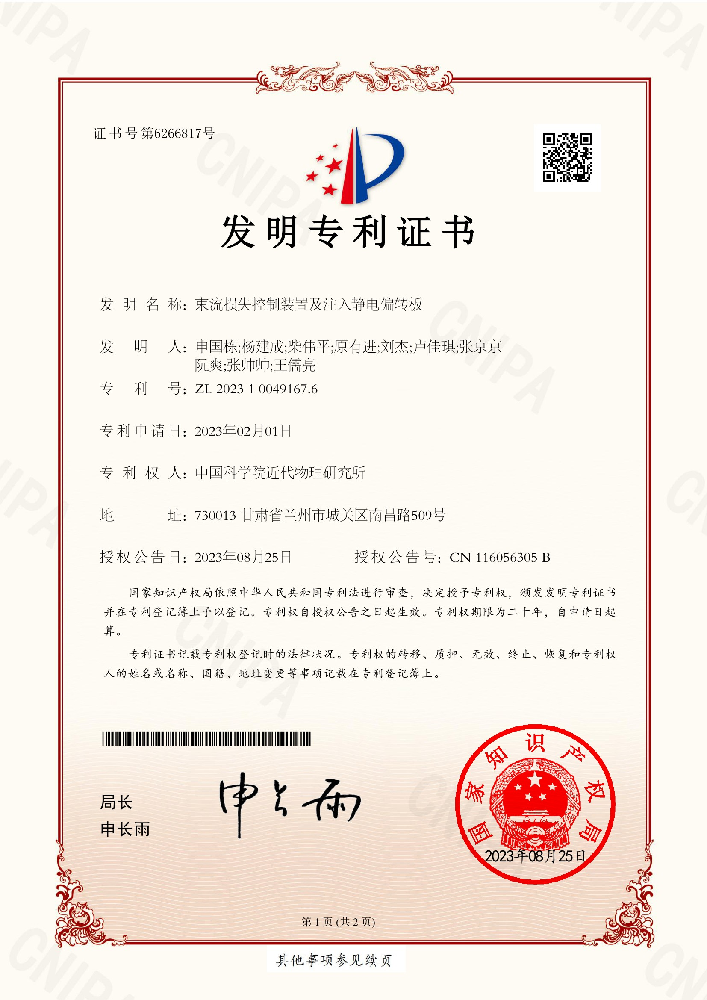 证书号第6266817号
发明专利证书
发明名称：束流损失控制装置及注入静电偏转板
发明人：申国栋;杨建成;柴伟平;原有进;刘杰;卢佳琪;张京京
阮爽;张帅帅;王儒亮
专利号：ZL 2023 1 0049167.6
专利申请日：2023年02月01日
专利权人：中国科学院近代物理研究所
地址：730013 甘肃省兰州市城关区南昌路509号
授权公告日：2023年08月25日 授权公告号：CN 116056305 B
国家知识产权局依照中华人民共和国专利法进行审查，决定授予专利权，颁发发明专利证书
并在专利登记簿上予以登记。专利权自授权公告之日起生效。专利权期限为二十年，自申请日起
算。
专利证书记载专利权登记时的法律状况。专利权的转移、质押、无效、终止、恢复和专利权
人的姓名或名称、国籍、地址变更等事项记载在专利登记簿上。
局长
申长雨
申长雨
国家知识产权局
2023年08月25日
第 1 页 (共 2 页)
其他事项参见续页
CNIPA